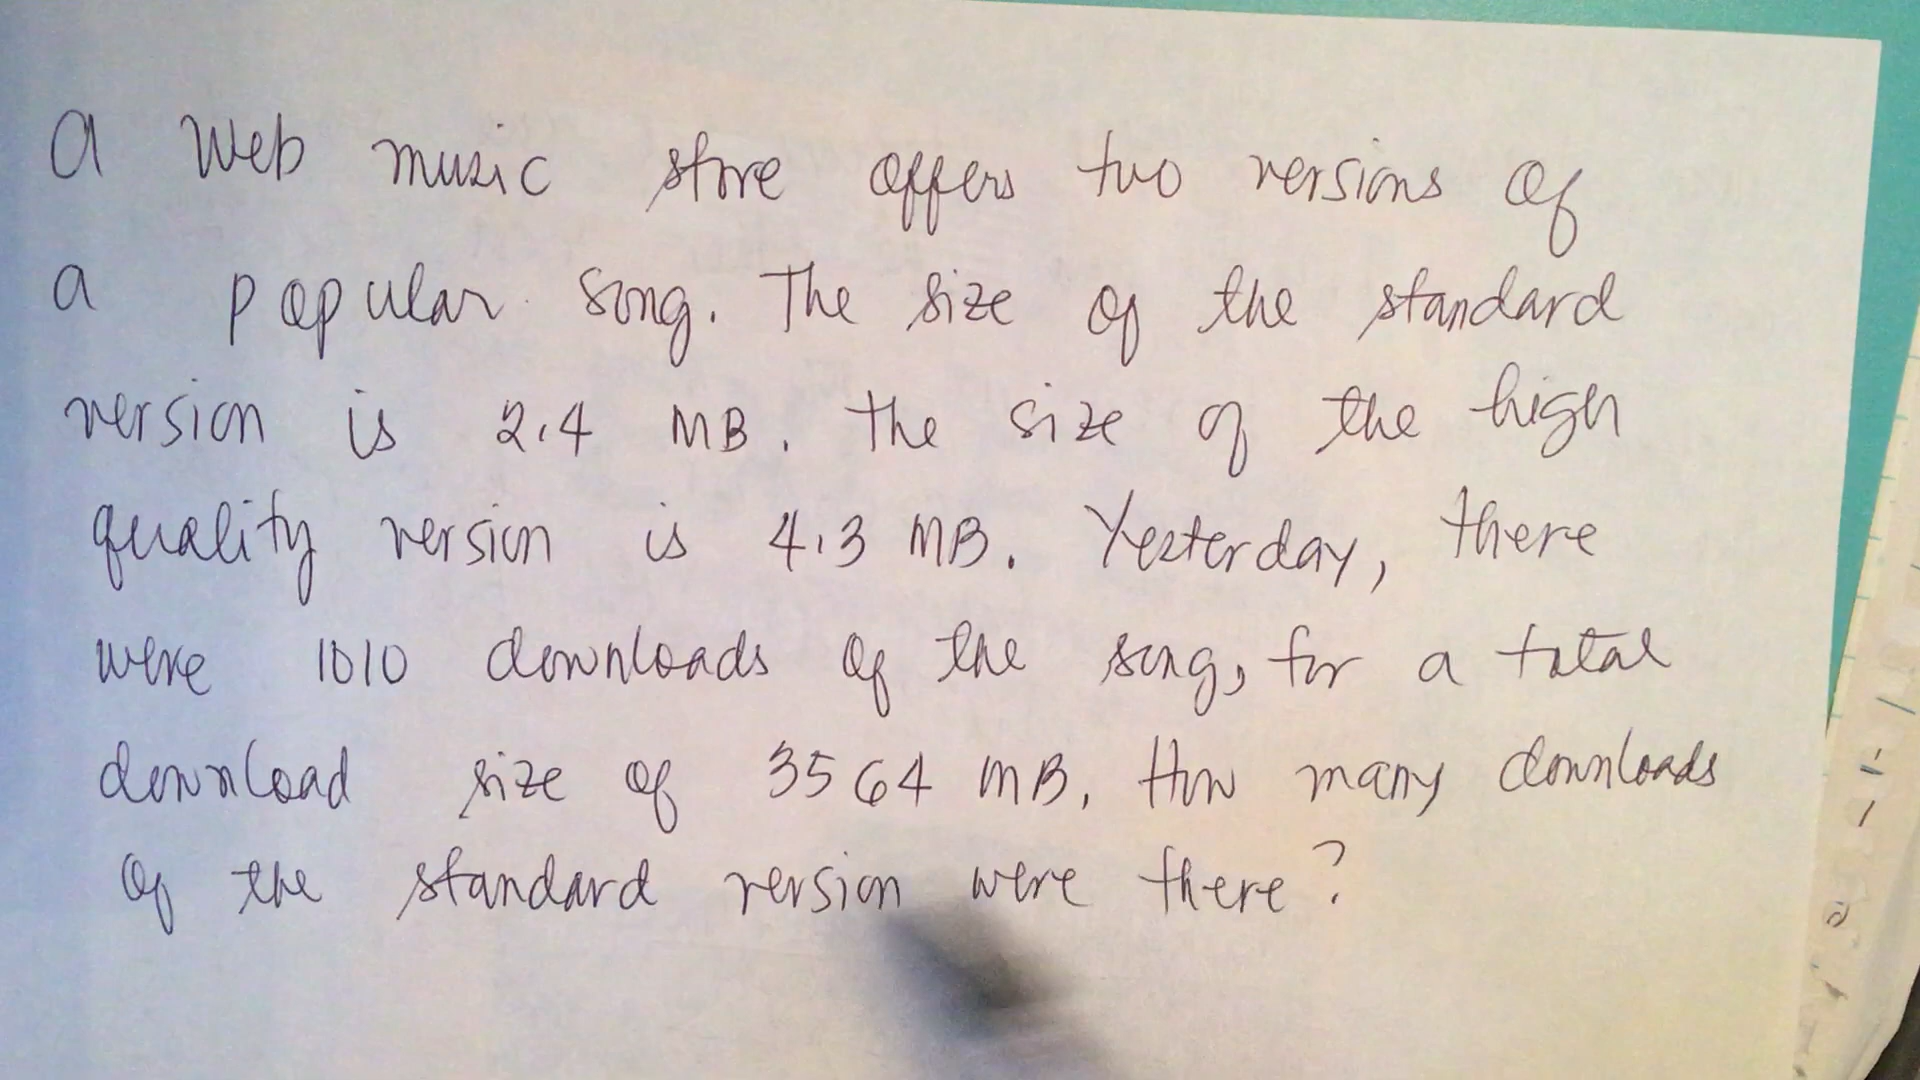 A Web music store offers two versions of
a popular song. The size of the standard
version is 2.4 MB. The size of the high
quality version is 4.3 MB. Yesterday, there
were 1010 downloads of the song, for a total
download size of 3564 MB. How many downloads
of the standard version were there?